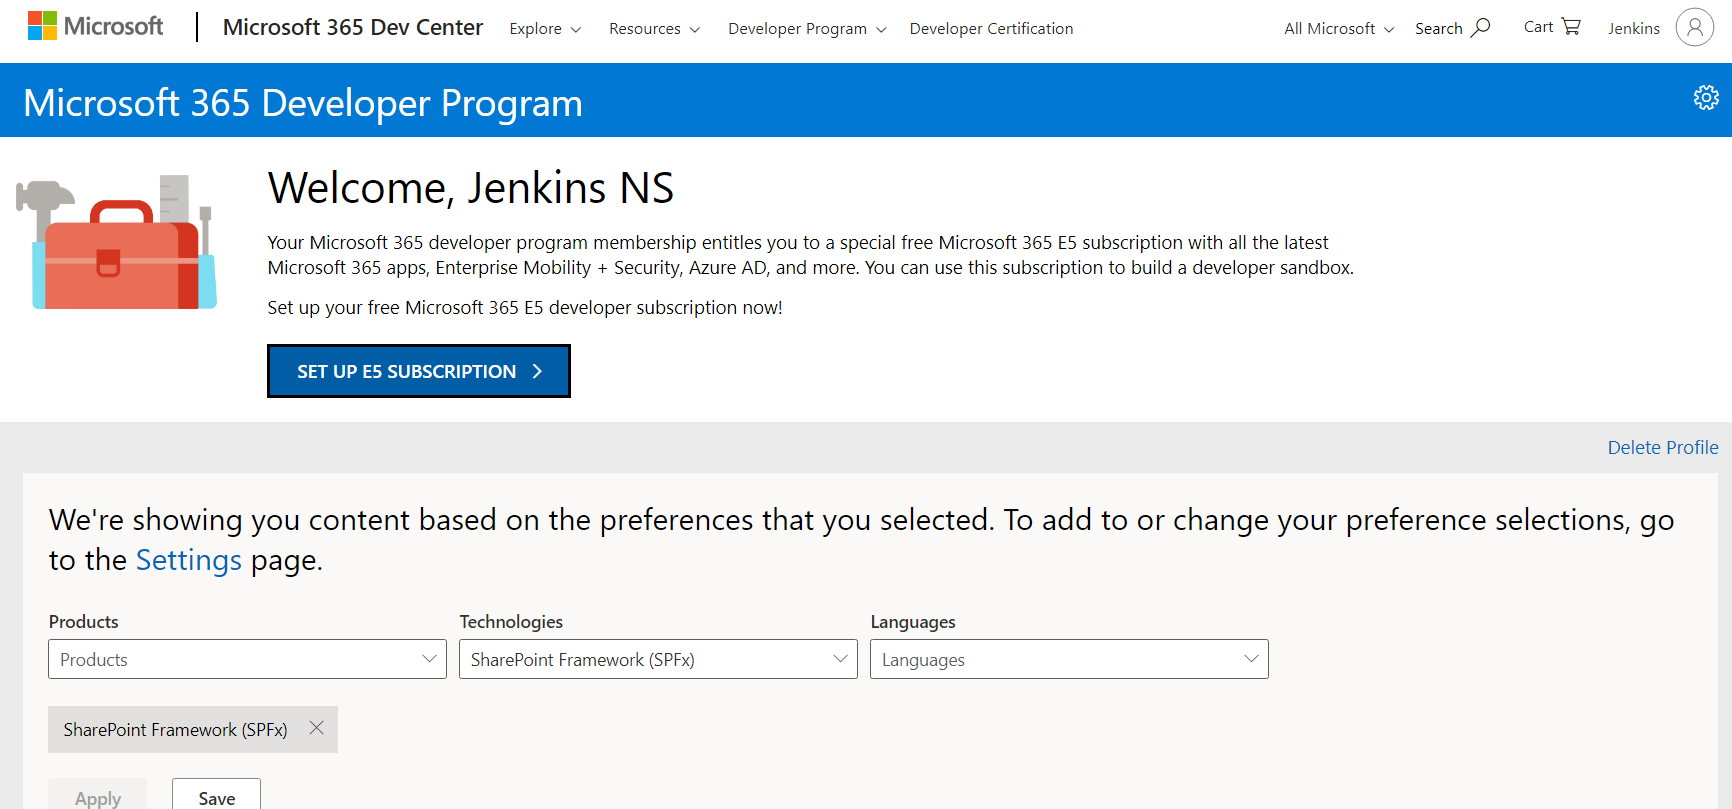 Microsoft
Microsoft 365 Dev Center
Explore
Resources
Developer Program
Developer Certification
All Microsoft
Search
Cart
Jenkins
Microsoft 365 Developer Program
Welcome, Jenkins NS
Your Microsoft 365 developer program membership entitles you to a special free Microsoft 365 E5 subscription with all the latest
Microsoft 365 apps, Enterprise Mobility + Security, Azure AD, and more. You can use this subscription to build a developer sandbox.
Set up your free Microsoft 365 E5 developer subscription now!
SET UP E5 SUBSCRIPTION
Delete Profile
We're showing you content based on the preferences that you selected. To add to or change your preference selections, go
to the Settings page.
Products
Technologies
Languages
Products
SharePoint Framework (SPFx)
Languages
SharePoint Framework (SPFx)
Apply
Save